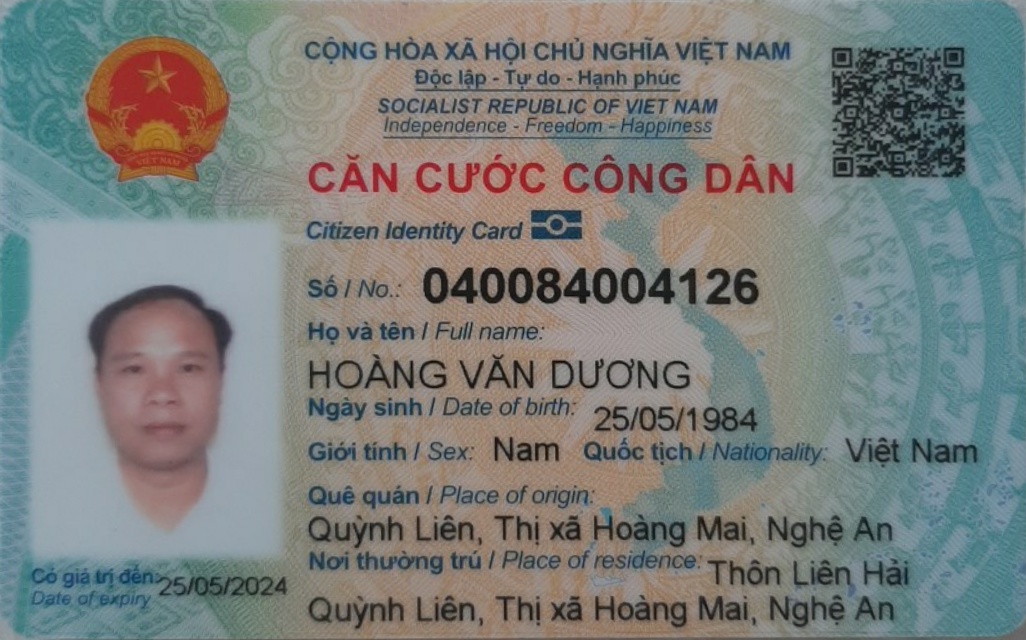 CỘNG HÒA XÃ HỘI CHỦ NGHĨA VIỆT NAM
Độc lập - Tự do - Hạnh phúc
SOCIALIST REPUBLIC OF VIET NAM
Independence - Freedom - Happiness
CĂN CƯỚC CÔNG DÂN
Citizen Identity Card
Số / No.: 040084004126
Họ và tên / Full name:
HOÀNG VĂN DƯƠNG
Ngày sinh / Date of birth: 25/05/1984
Giới tính / Sex: Nam Quốc tịch / Nationality: Việt Nam
Quê quán / Place of origin:
Quỳnh Liên, Thị xã Hoàng Mai, Nghệ An
Nơi thường trú / Place of residence: Thôn Liên Hải
Quỳnh Liên, Thị xã Hoàng Mai, Nghệ An
Có giá trị đến: 25/05/2024
Date of expiry
VIỆT NAM